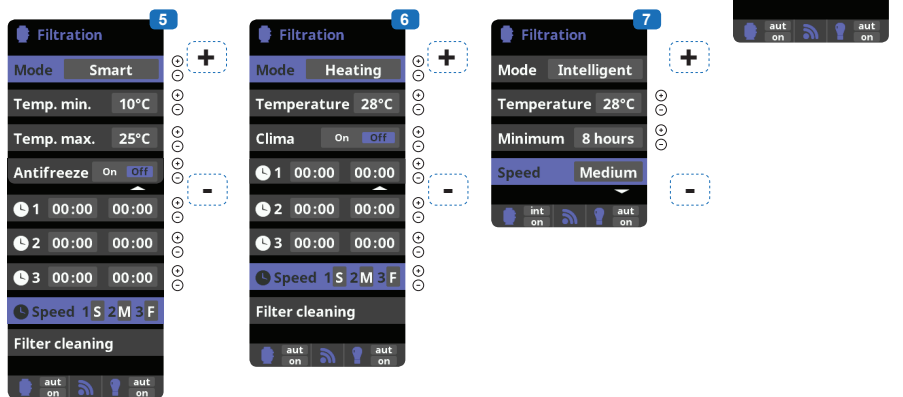 5
Filtration
Mode Smart
Temp. min. 10°C
Temp. max. 25°C
Antifreeze On Off
1 00:00 00:00
2 00:00 00:00
3 00:00 00:00
Speed 1 S 2 M 3 F
Filter cleaning
aut
on
aut
on
+
-
6
Filtration
Mode Heating
Temperature 28°C
Clima On Off
1 00:00 00:00
2 00:00 00:00
3 00:00 00:00
Speed 1 S 2 M 3 F
Filter cleaning
aut
on
aut
on
+
-
7
Filtration
Mode Intelligent
Temperature 28°C
Minimum 8 hours
Speed Medium
int
on
aut
on
+
-
aut
on
aut
on